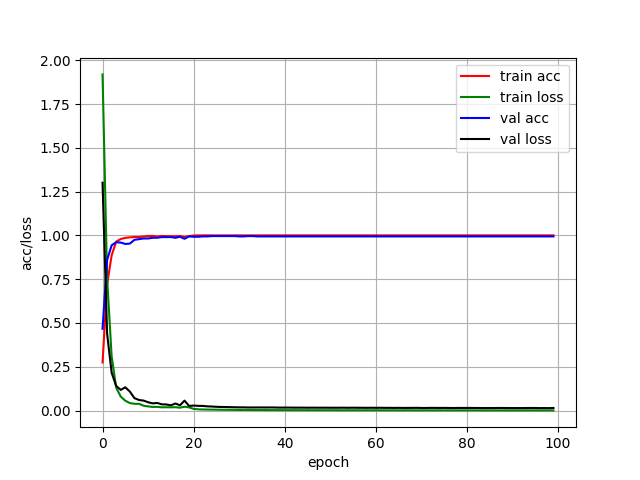 2.00
1.75
1.50
1.25
1.00
0.75
0.50
0.25
0.00
acc/loss
train acc
train loss
val acc
val loss
0 20 40 60 80 100
epoch